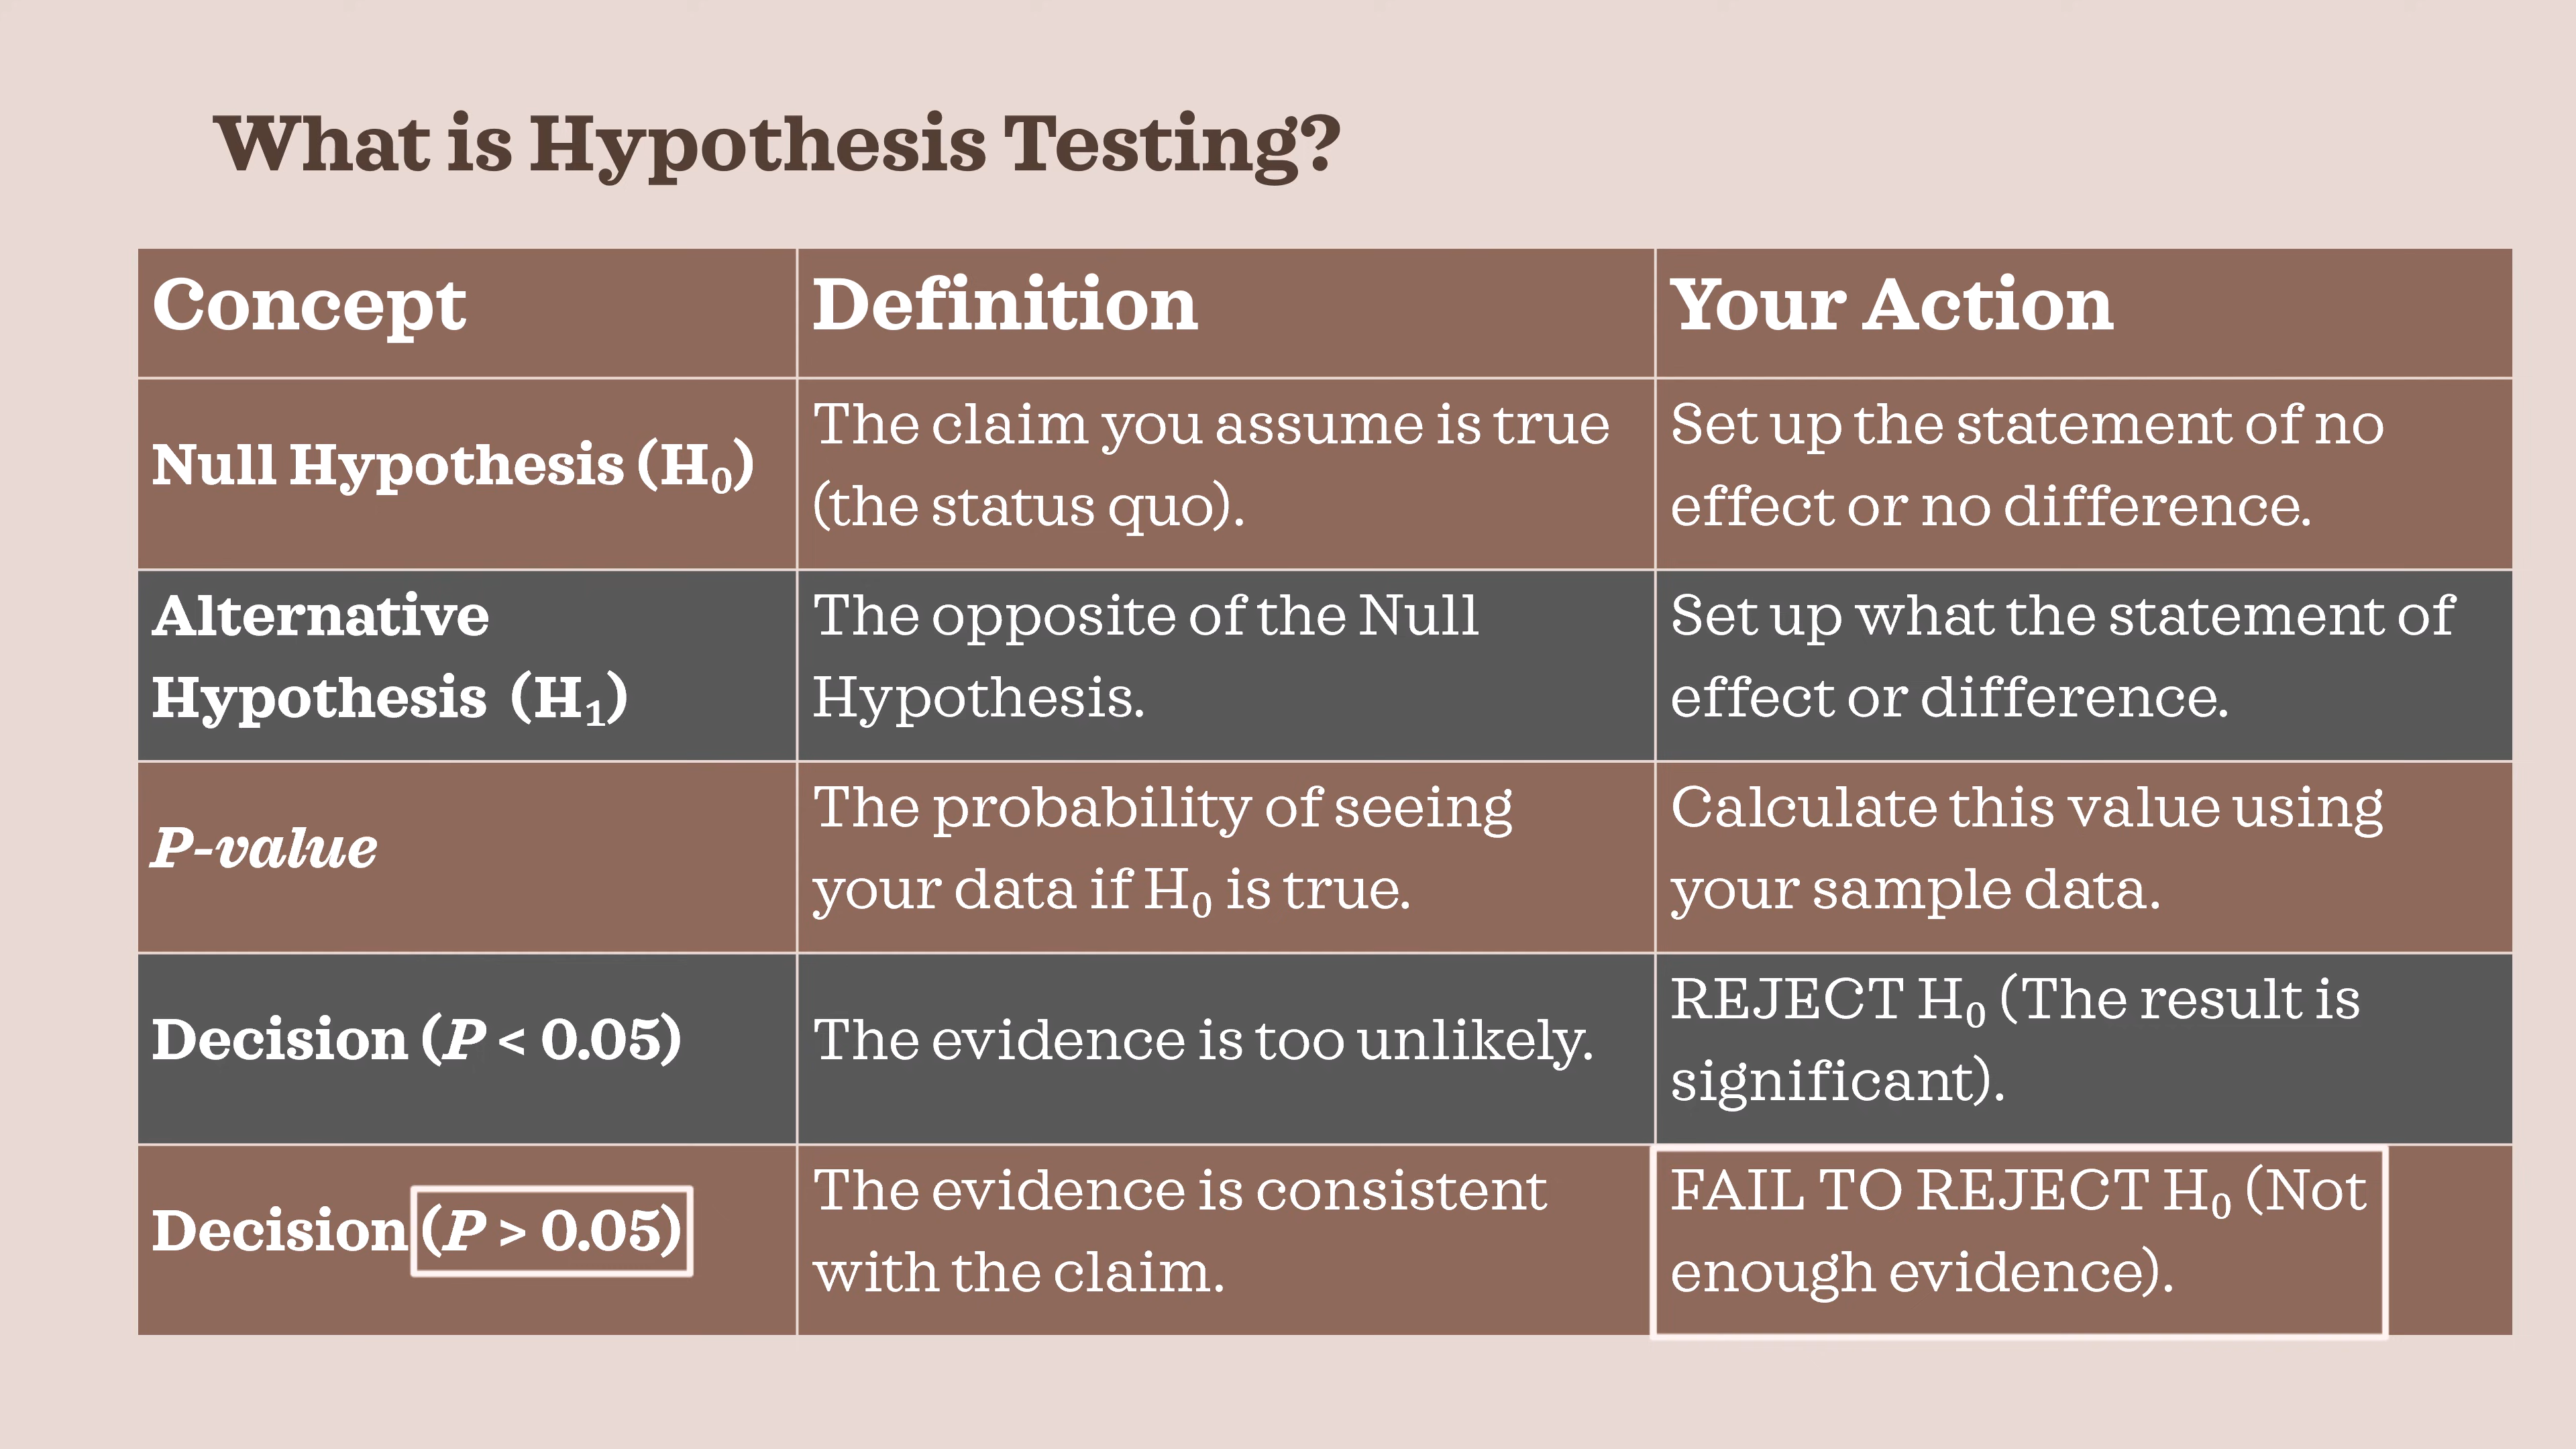 What is Hypothesis Testing?
Concept
Definition
Your Action
Null Hypothesis (H₀)
The claim you assume is true
(the status quo).
Set up the statement of no
effect or no difference.
Alternative
Hypothesis (H₁)
The opposite of the Null
Hypothesis.
Set up what the statement of
effect or difference.
P-value
The probability of seeing
your data if H₀ is true.
Calculate this value using
your sample data.
Decision (P < 0.05)
The evidence is too unlikely.
REJECT H₀ (The result is
significant).
Decision (P > 0.05)
The evidence is consistent
with the claim.
FAIL TO REJECT H₀ (Not
enough evidence).